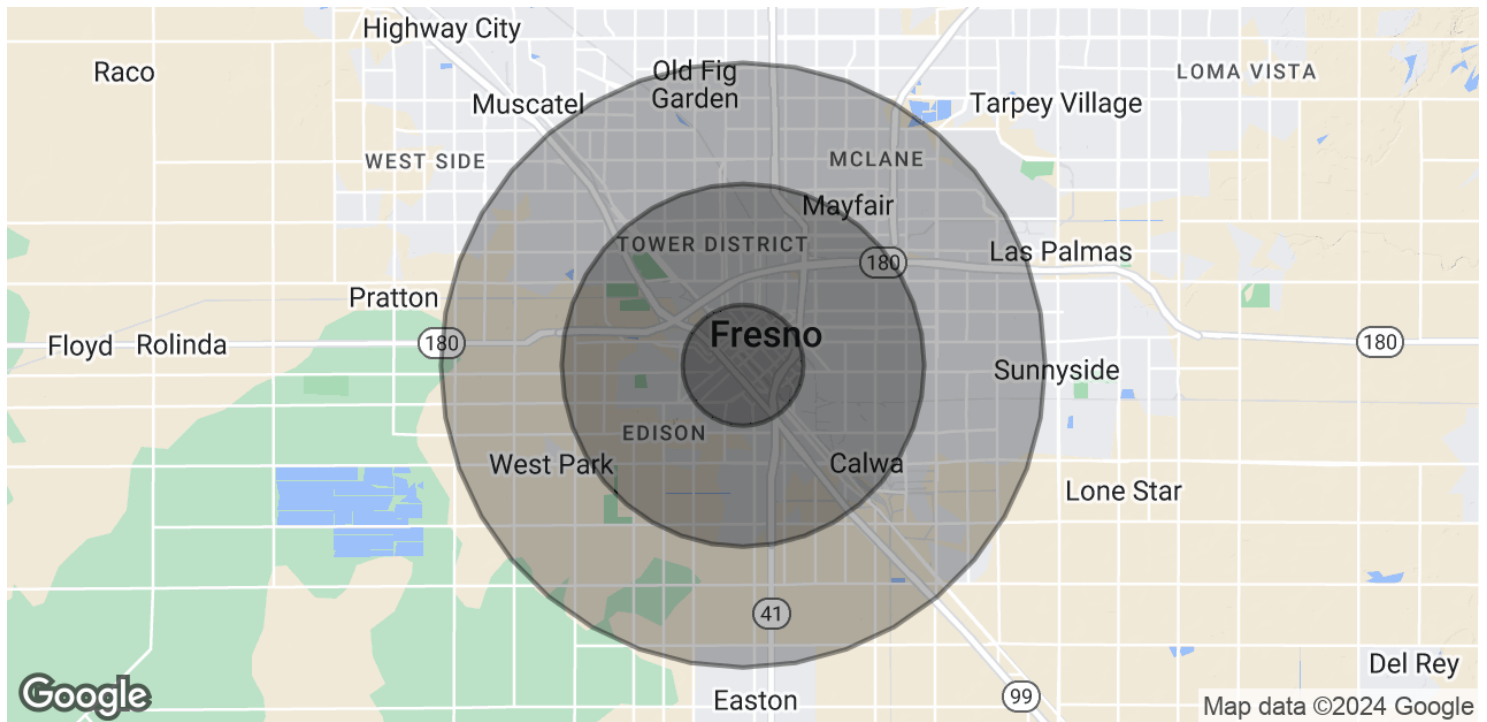 Highway City
Raco
Old Fig
Garden
LOMA VISTA
Muscatel
Tarpey Village
WEST SIDE
MCLANE
Mayfair
TOWER DISTRICT
Las Palmas
180
Pratton
Fresno
Floyd
Rolinda
180
180
Sunnyside
EDISON
West Park
Calwa
Lone Star
41
Del Rey
Google
Easton
99
Map data ©2024 Google